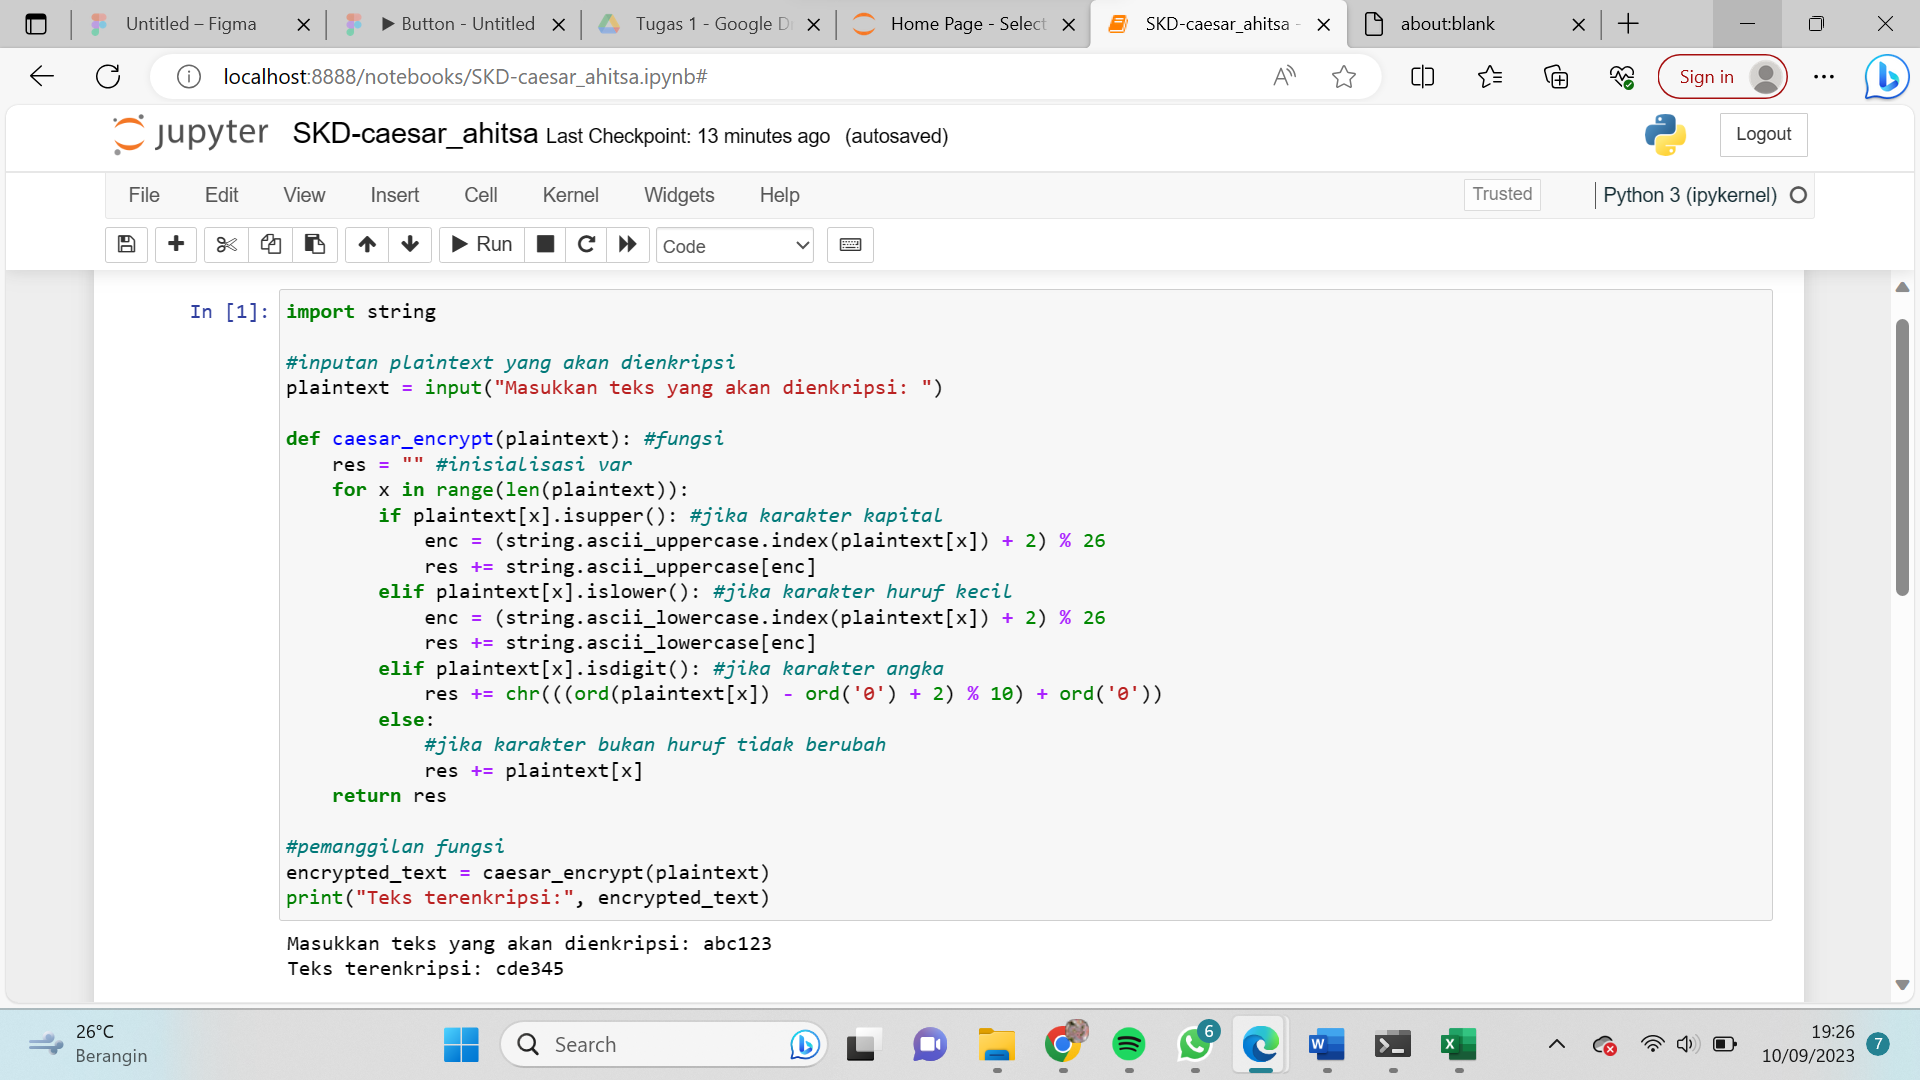 Untitled – Figma
▶ Button - Untitled
Tugas 1 - Google D
Home Page - Select
SKD-caesar_ahitsa -
about:blank
localhost:8888/notebooks/SKD-caesar_ahitsa.ipynb#
Sign in
jupyter SKD-caesar_ahitsa Last Checkpoint: 13 minutes ago (autosaved)
Logout
File Edit View Insert Cell Kernel Widgets Help
Trusted
Python 3 (ipykernel)
Run
Code
In [1]: import string

#inputan plaintext yang akan dienkripsi
plaintext = input("Masukkan teks yang akan dienkripsi: ")

def caesar_encrypt(plaintext): #fungsi
    res = "" #inisialisasi var
    for x in range(len(plaintext)):
        if plaintext[x].isupper(): #jika karakter kapital
            enc = (string.ascii_uppercase.index(plaintext[x]) + 2) % 26
            res += string.ascii_uppercase[enc]
        elif plaintext[x].islower(): #jika karakter huruf kecil
            enc = (string.ascii_lowercase.index(plaintext[x]) + 2) % 26
            res += string.ascii_lowercase[enc]
        elif plaintext[x].isdigit(): #jika karakter angka
            res += chr(((ord(plaintext[x]) - ord('0') + 2) % 10) + ord('0'))
        else:
            #jika karakter bukan huruf tidak berubah
            res += plaintext[x]
    return res

#pemanggilan fungsi
encrypted_text = caesar_encrypt(plaintext)
print("Teks terenkripsi:", encrypted_text)
Masukkan teks yang akan dienkripsi: abc123
Teks terenkripsi: cde345
26°C
Berangin
Search
6
19:26
10/09/2023
7